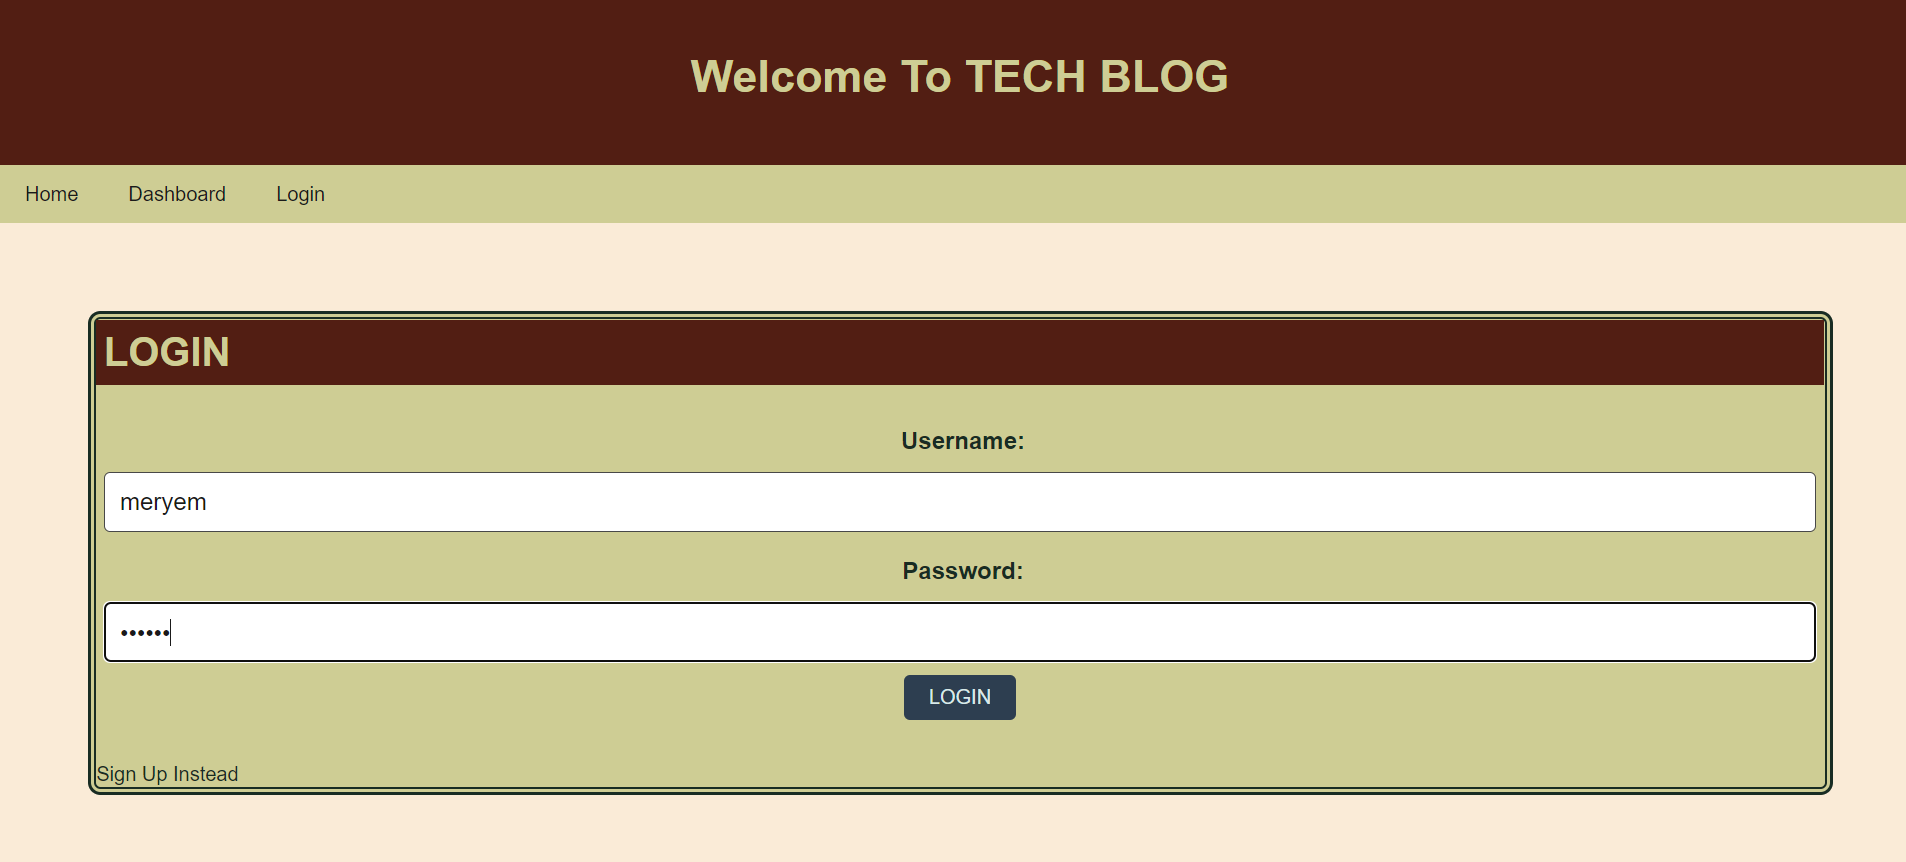 Welcome To TECH BLOG
Home Dashboard Login
LOGIN
Username:
meryem
Password:
••••••
LOGIN
Sign Up Instead